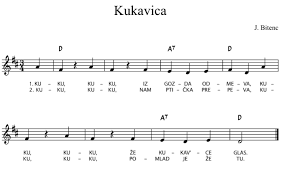 Kukavica
J. Bitenc
D A7 D
1. KU - KU, KU - KU, IZ GOZ - DA OD - ME - VA, KU -
2. KU - KU, KU - KU, NAM PTI - ČKA PRE - PE - VA, KU -
A7 D
KU, KU - KU, ŽE KU - KAV' - CE GLAS.
KU, KU - KU, PO - MLAD JE ŽE TU.